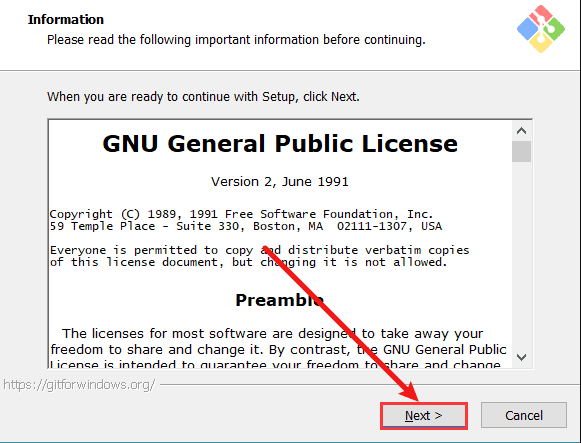 Information
Please read the following important information before continuing.
When you are ready to continue with Setup, click Next.
GNU General Public License
Version 2, June 1991
Copyright (C) 1989, 1991 Free Software Foundation, Inc.
59 Temple Place - Suite 330, Boston, MA  02111-1307, USA
Everyone is permitted to copy and distribute verbatim copies
of this license document, but changing it is not allowed.
Preamble
The licenses for most software are designed to take away your
freedom to share and change it. By contrast, the GNU General Public
License is intended to guarantee your freedom to share and change
https://gitforwindows.org/
Next >
Cancel